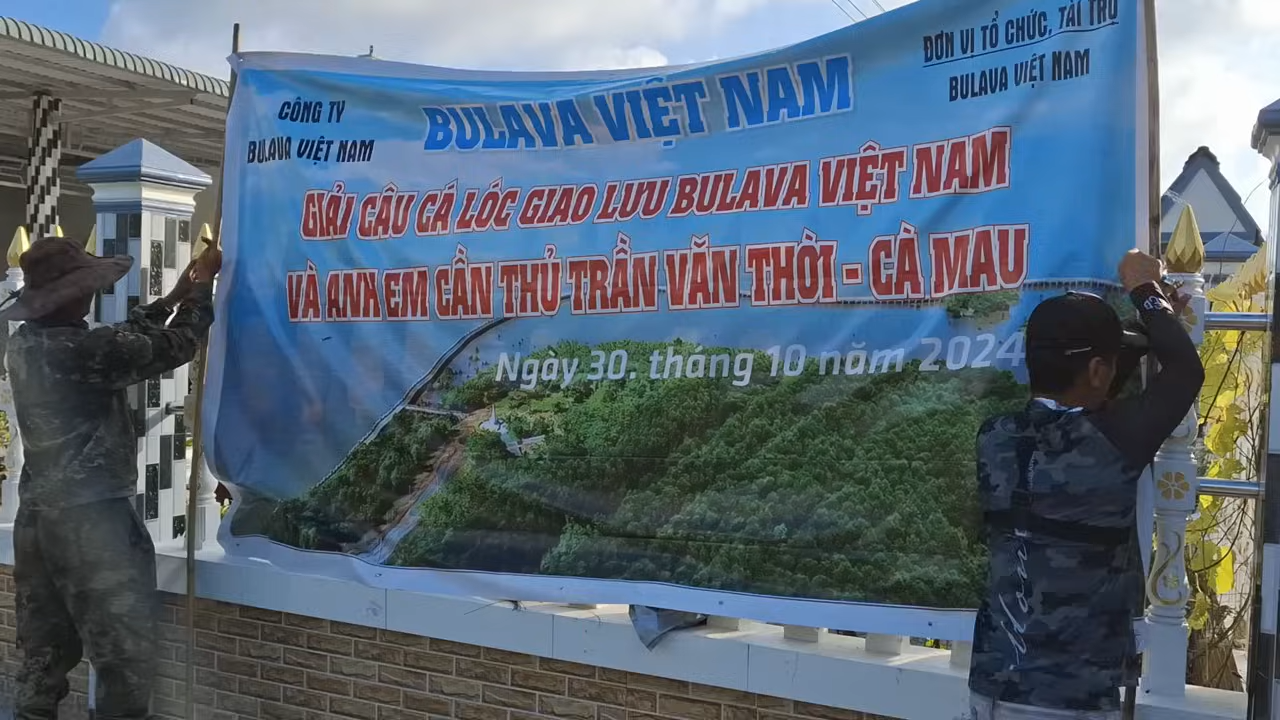 CÔNG TY
BULAVA VIỆT NAM
BULAVA VIỆT NAM
ĐƠN VỊ TỔ CHỨC, TÀI TRỢ
BULAVA VIỆT NAM
GIẢI CÂU CÁ LÓC GIAO LƯU BULAVA VIỆT NAM
VÀ ANH EM CẦN THỦ TRẦN VĂN THỜI - CÀ MAU
Ngày 30. tháng 10 năm 2024